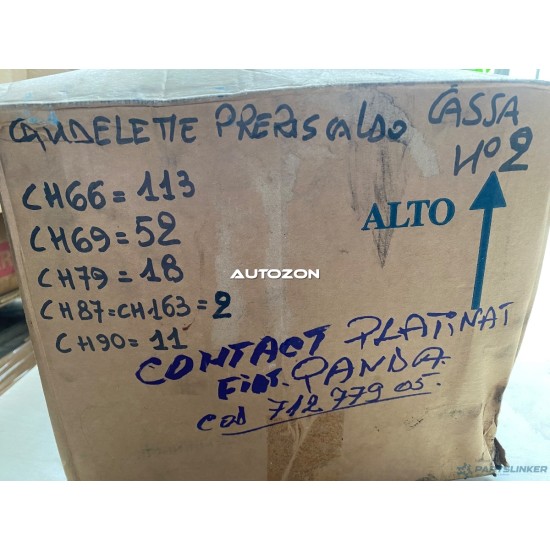 CANDELETTE PRERISCALDO CASSA
N° 2
CH66 = 113
CH69 = 52
CH79 = 18
CH87 = CH163 = 2
CH90 = 11
ALTO
AUTOZON
CONTACT PLATINAT
FIAT. PANDA
COD 712 779 05.
PARTSLINKER